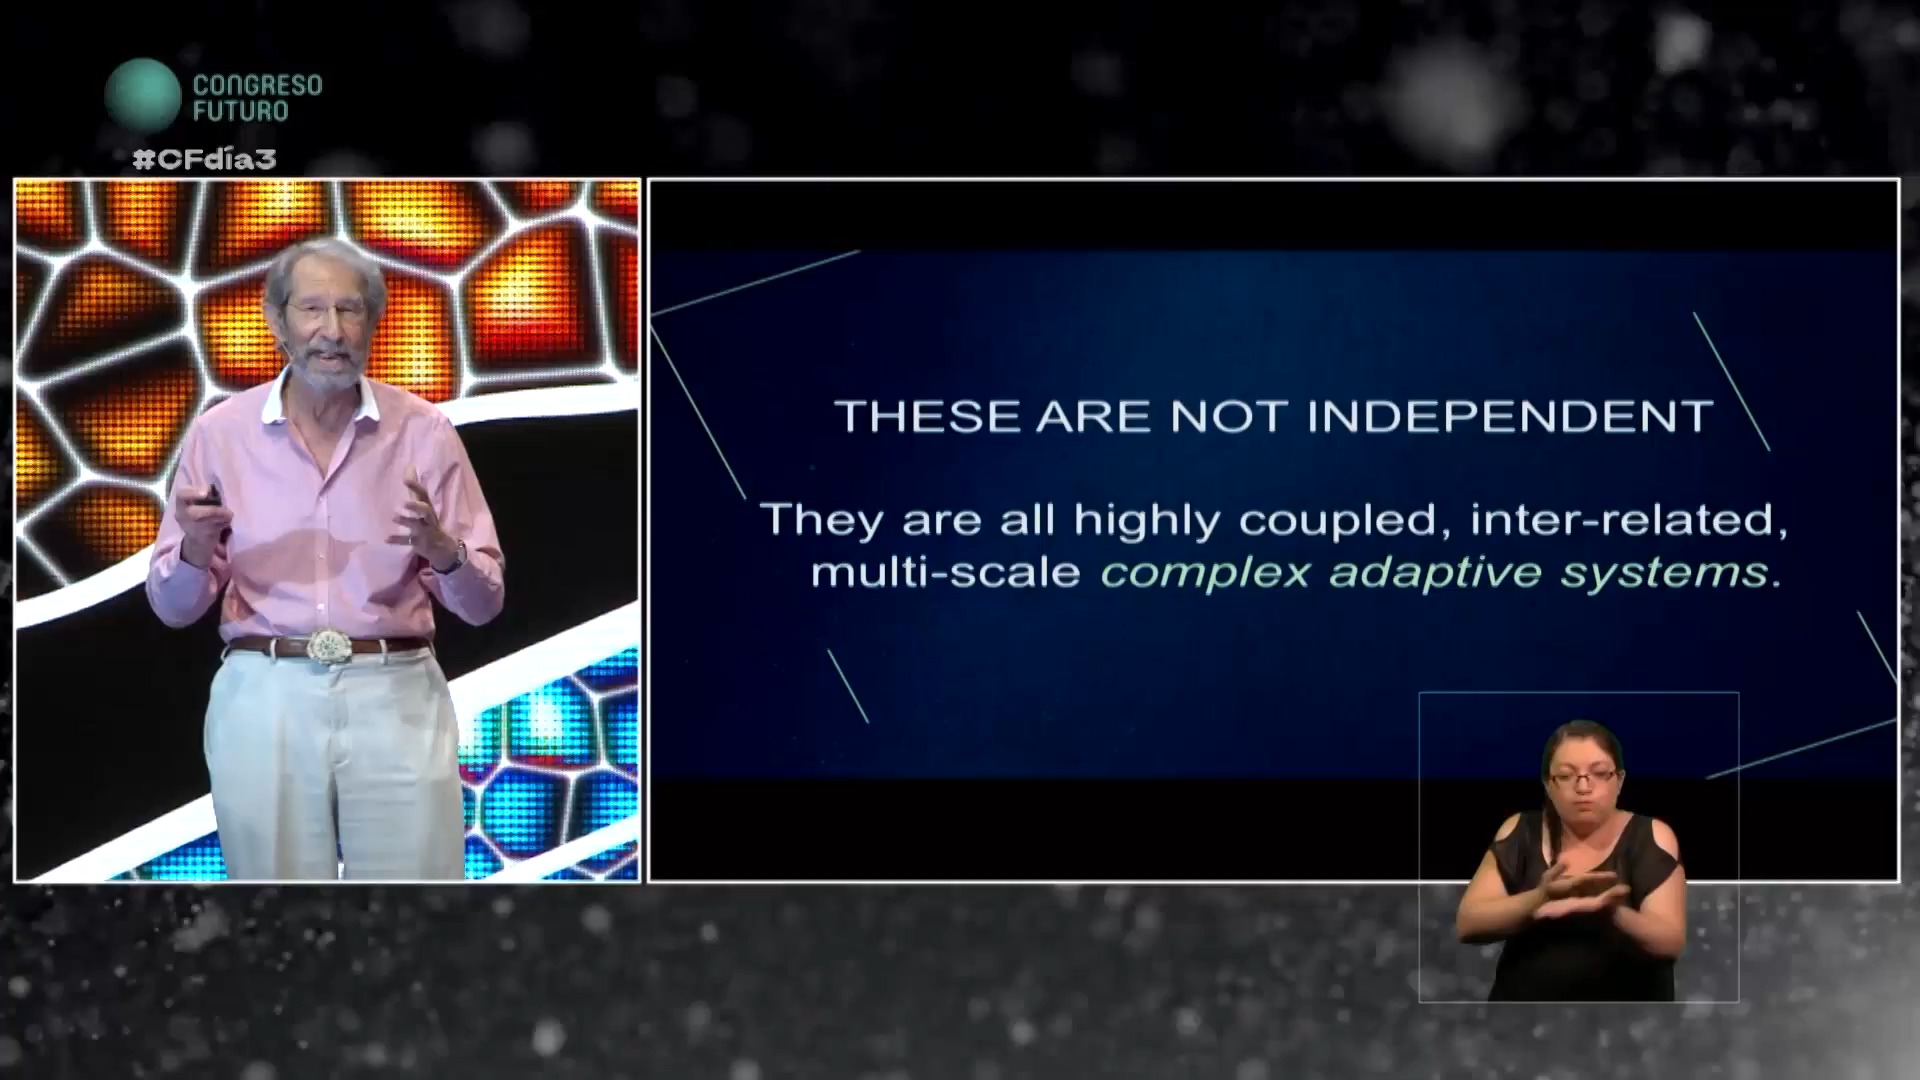 CONGRESO
FUTURO
#CFdía3
THESE ARE NOT INDEPENDENT
They are all highly coupled, inter-related,
multi-scale complex adaptive systems.